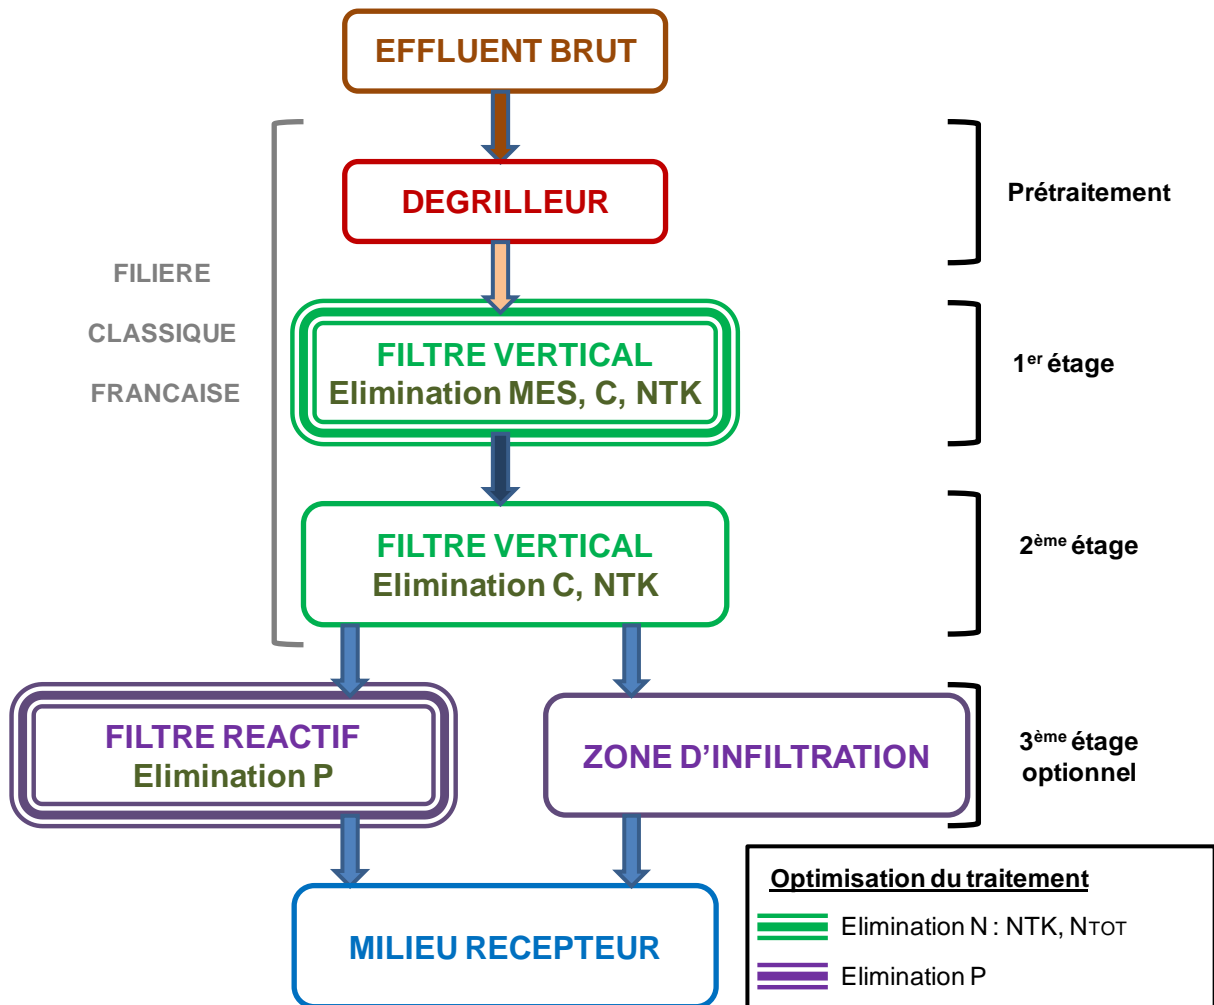 EFFLUENT BRUT
DEGRILLEUR
Prétraitement
FILIERE
CLASSIQUE
FRANCAISE
FILTRE VERTICAL
Elimination MES, C, NTK
1er étage
FILTRE VERTICAL
Elimination C, NTK
2ème étage
FILTRE REACTIF
Elimination P
ZONE D'INFILTRATION
3ème étage
optionnel
MILIEU RECEPTEUR
Optimisation du traitement
Elimination N : NTK, NTOT
Elimination P